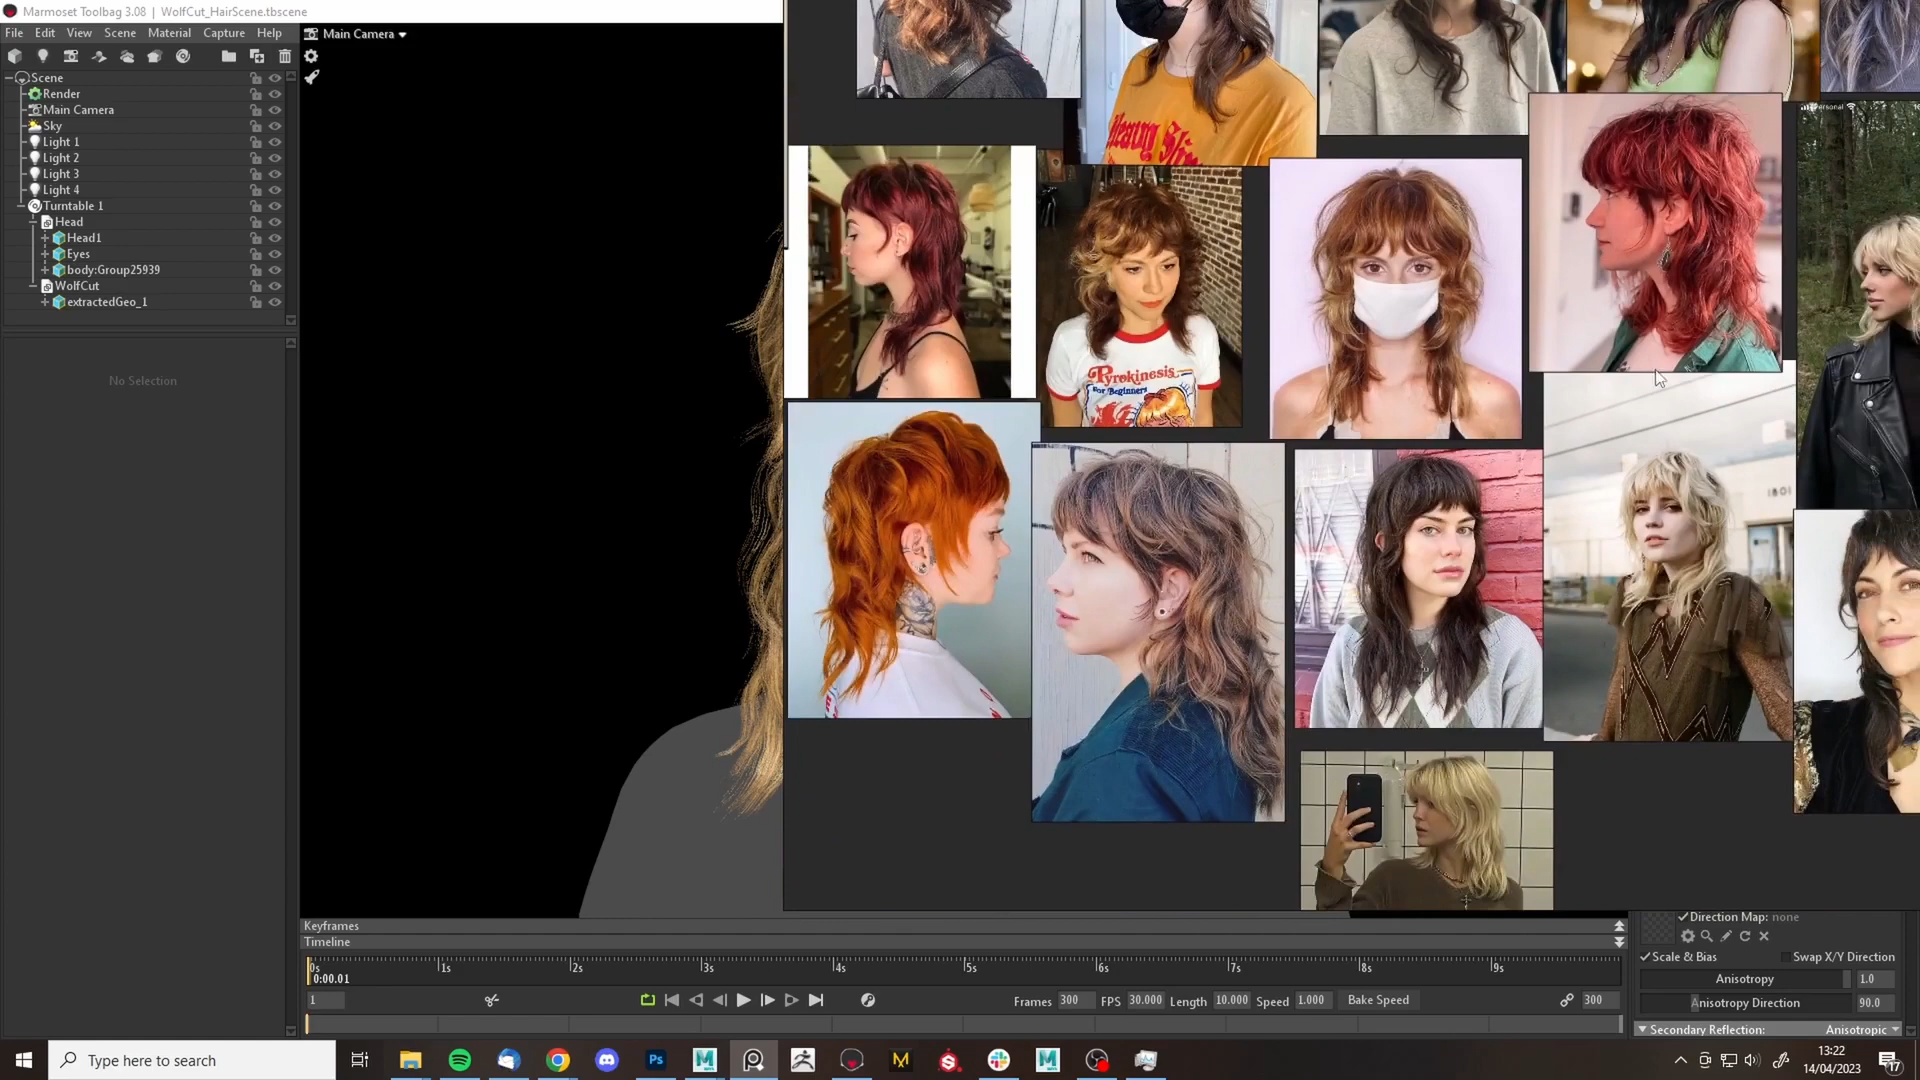 Marmoset Toolbag 3.08 | WolfCut_HairScene.tbscene
File Edit View Scene Material Capture Help
Main Camera
Scene
Render
Main Camera
Sky
Light 1
Light 2
Light 3
Light 4
Turntable 1
Head
Head1
Eyes
body:Group25939
WolfCut
extractedGeo_1
No Selection
Pyrokinesis
For Beginners
1801
Keyframes
Timeline
0s 1s 2s 3s 4s 5s 6s 7s 8s 9s
0:00.01
1
Frames 300 FPS 30.000 Length 10.000 Speed 1.000 Bake Speed
300
Direction Map: none
Scale & Bias Swap X/Y Direction
Anisotropy 1.0
Anisotropy Direction 90.0
Secondary Reflection: Anisotropic
Type here to search
Ps
13:22
14/04/2023
17